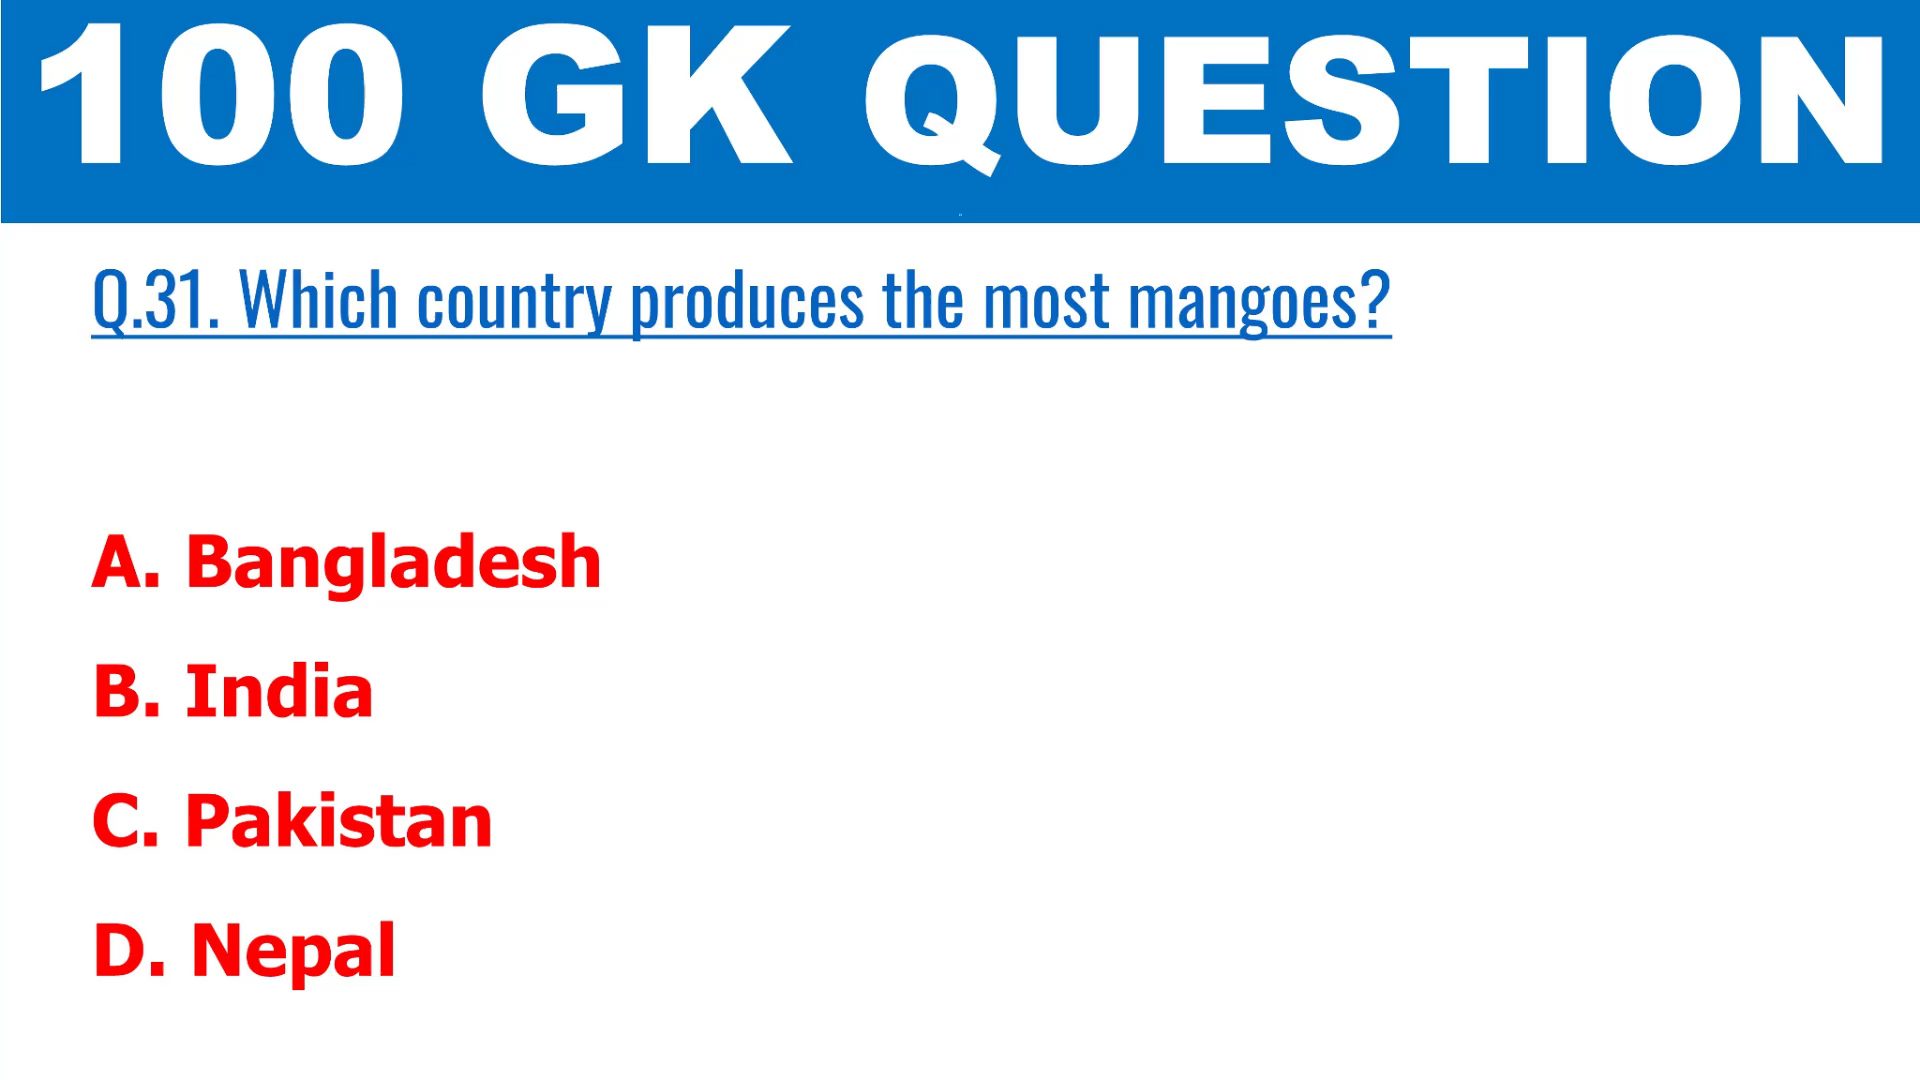 100 GK QUESTION
Q.31. Which country produces the most mangoes?
A. Bangladesh
B. India
C. Pakistan
D. Nepal